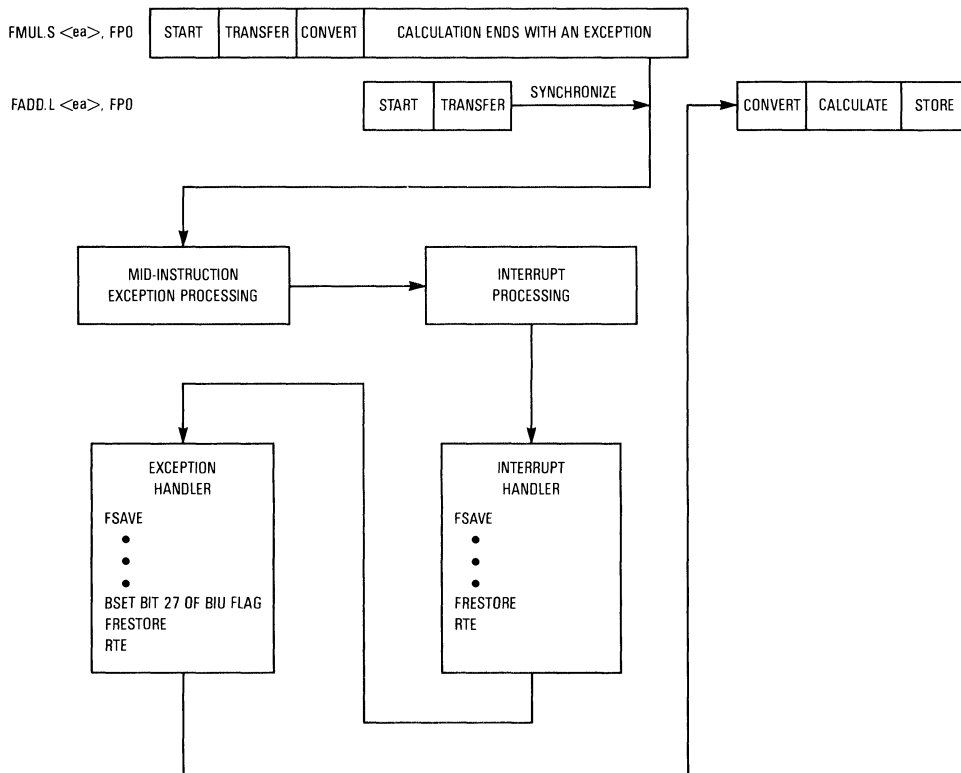 FMUL.S <ea>, FP0
START
TRANSFER
CONVERT
CALCULATION ENDS WITH AN EXCEPTION
FADD.L <ea>, FP0
START
TRANSFER
SYNCHRONIZE
CONVERT
CALCULATE
STORE
MID-INSTRUCTION
EXCEPTION PROCESSING
INTERRUPT
PROCESSING
EXCEPTION
HANDLER
FSAVE
•
•
•
BSET BIT 27 OF BIU FLAG
FRESTORE
RTE
INTERRUPT
HANDLER
FSAVE
•
•
•
FRESTORE
RTE